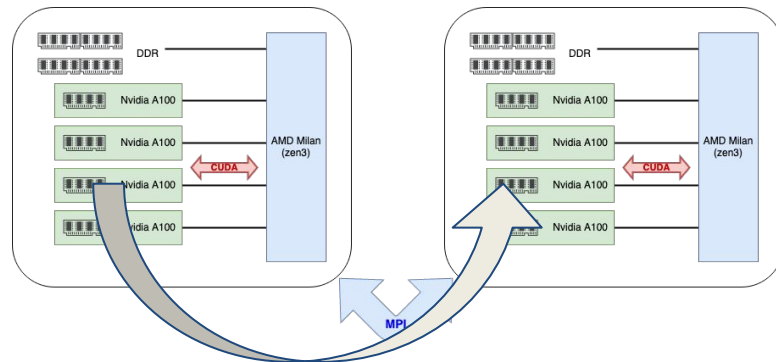 DDR
Nvidia A100
Nvidia A100
CUDA
Nvidia A100
Nvidia A100
AMD Milan
(zen3)
DDR
Nvidia A100
Nvidia A100
CUDA
Nvidia A100
Nvidia A100
AMD Milan
(zen3)
MPI